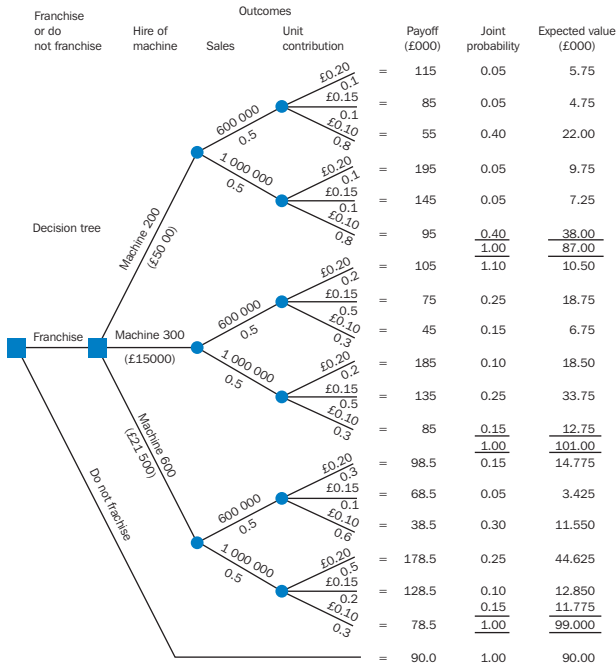 Outcomes
Franchise or do not franchise
Hire of machine
Sales
Unit contribution
Payoff (£000)
Joint probability
Expected value (£000)
£0.20
0.1
= 115 0.05 5.75
600 000
0.5
£0.15
0.1
= 85 0.05 4.75
£0.10
0.8
= 55 0.40 22.00
£0.20
0.1
= 195 0.05 9.75
1 000 000
0.5
£0.15
0.1
= 145 0.05 7.25
£0.10
0.8
= 95 0.40 38.00
1.00 87.00
Decision tree
Machine 200
(£50 00)
£0.20
0.2
= 105 1.10 10.50
600 000
0.5
£0.15
0.5
= 75 0.25 18.75
£0.10
0.3
= 45 0.15 6.75
Franchise
Machine 300
(£15000)
£0.20
0.2
= 185 0.10 18.50
1 000 000
0.5
£0.15
0.5
= 135 0.25 33.75
£0.10
0.3
= 85 0.15 12.75
1.00 101.00
Machine 600
(£21 500)
£0.20
0.3
= 98.5 0.15 14.775
600 000
0.5
£0.15
0.1
= 68.5 0.05 3.425
£0.10
0.6
= 38.5 0.30 11.550
£0.20
0.5
= 178.5 0.25 44.625
1 000 000
0.5
£0.15
0.2
= 128.5 0.10 12.850
0.15 11.775
£0.10
0.3
= 78.5 1.00 99.000
Do not frachise
= 90.0 1.00 90.00